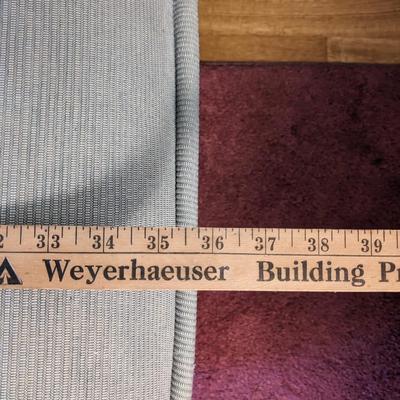 2 33 34 35 36 37 38 39
Weyerhaeuser Building Pr